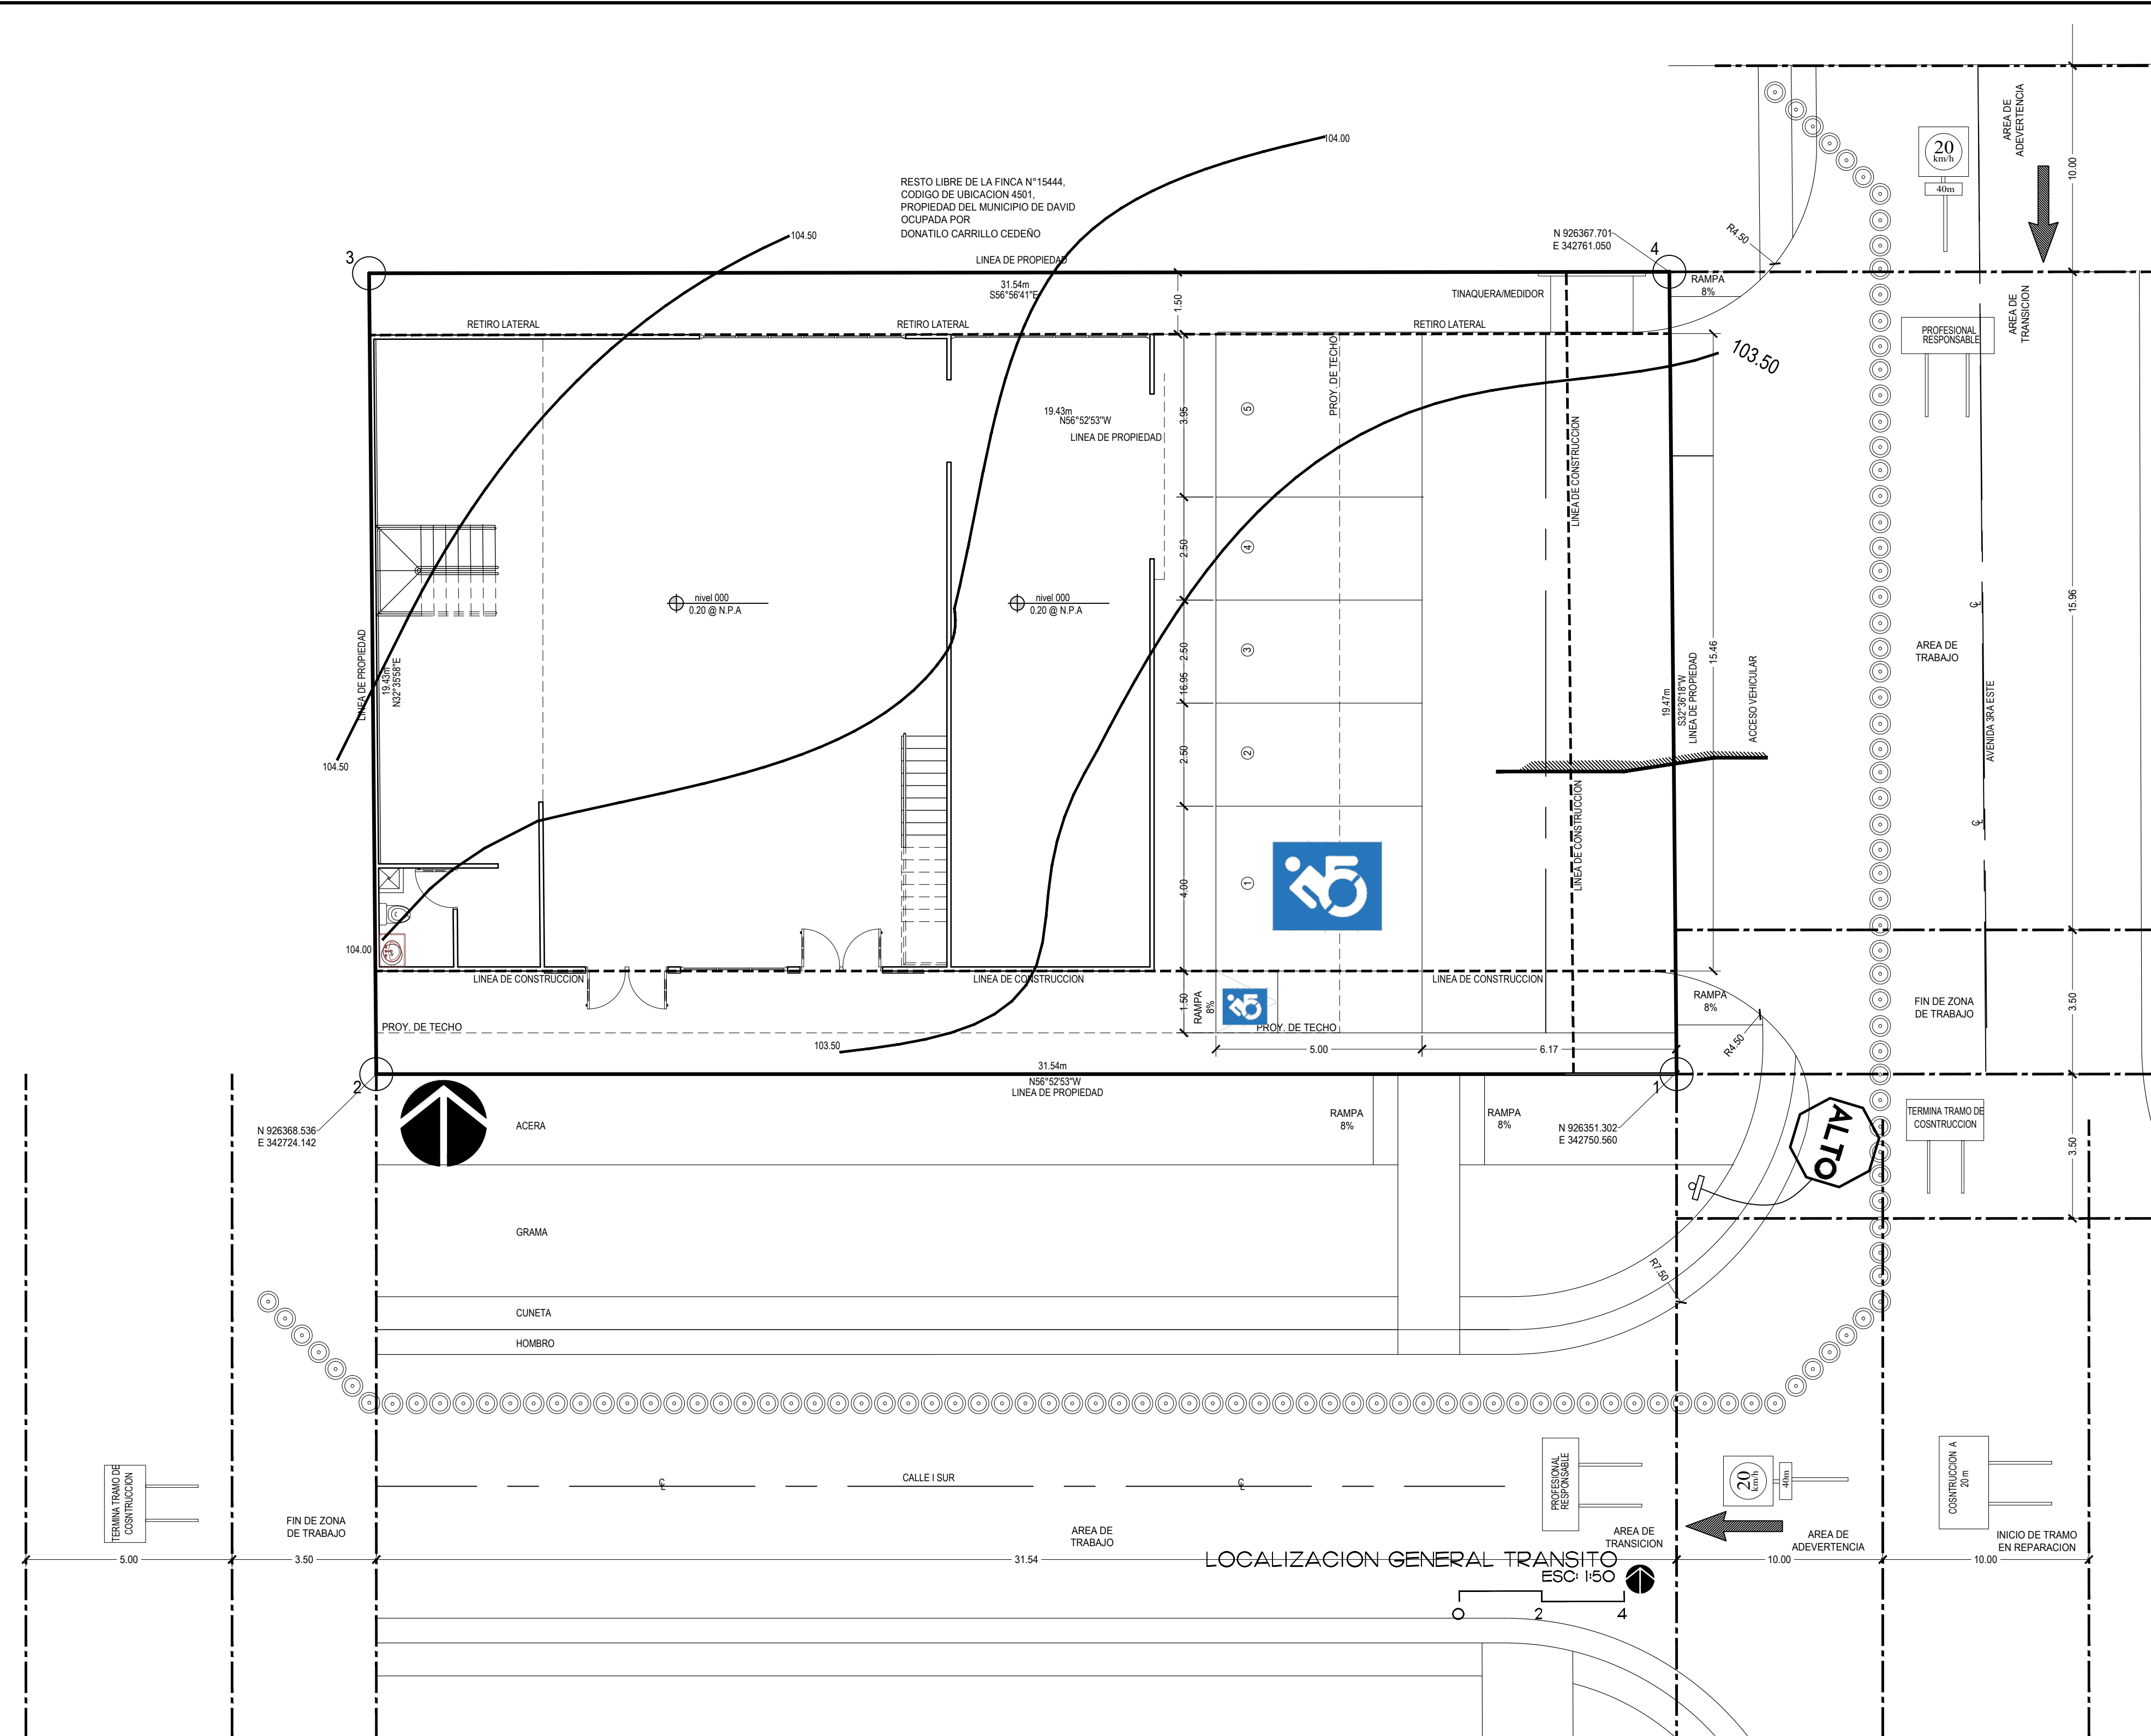 104.00
RESTO LIBRE DE LA FINCA N°15444,
CODIGO DE UBICACION 4501,
PROPIEDAD DEL MUNICIPIO DE DAVID
OCUPADA POR
DONATILO CARRILLO CEDEÑO
104.50
N 926367.701
E 342761.050
3
4
LINEA DE PROPIEDAD
31.54m
S56°56'41"E
1.50
TINAQUERA/MEDIDOR
RAMPA
8%
R4.50
RETIRO LATERAL
RETIRO LATERAL
RETIRO LATERAL
103.50
PROY. DE TECHO
LINEA DE CONSTRUCCION
19.43m
N56°52'53"W
LINEA DE PROPIEDAD
3.95
5
2.50
4
2.50
3
16.95
2.50
2
4.00
1
nivel 000
0.20 @ N.P.A
nivel 000
0.20 @ N.P.A
LINEA DE PROPIEDAD
19.43m
N32°35'58"E
104.50
104.00
15.46
19.47m
S32°36'18"W
LINEA DE PROPIEDAD
ACCESO VEHICULAR
LINEA DE CONSTRUCCION
LINEA DE CONSTRUCCION
LINEA DE CONSTRUCCION
LINEA DE CONSTRUCCION
1.50
RAMPA
8%
PROY. DE TECHO
PROY. DE TECHO
103.50
5.00
6.17
RAMPA
8%
R4.50
31.54m
N56°52'53"W
LINEA DE PROPIEDAD
2
1
N 926368.536
E 342724.142
N 926351.302
E 342750.560
ACERA
RAMPA
8%
RAMPA
8%
GRAMA
CUNETA
HOMBRO
R7.50
ALTO
AREA DE
ADEVERTENCIA
20
km/h
40m
10.00
AREA DE
TRANSICION
PROFESIONAL
RESPONSABLE
15.96
AREA DE
TRABAJO
AVENIDA 3RA ESTE
FIN DE ZONA
DE TRABAJO
3.50
TERMINA TRAMO DE
COSNTRUCCION
3.50
TERMINA TRAMO DE
COSNTRUCCION
FIN DE ZONA
DE TRABAJO
CALLE I SUR
AREA DE
TRABAJO
PROFESIONAL
RESPONSABLE
AREA DE
TRANSICION
20
km/h
40m
AREA DE
ADEVERTENCIA
COSNTRUCCION A
20 m
INICIO DE TRAMO
EN REPARACION
5.00
3.50
31.54
10.00
10.00
LOCALIZACION GENERAL TRANSITO
ESC: 1:50
0
2
4